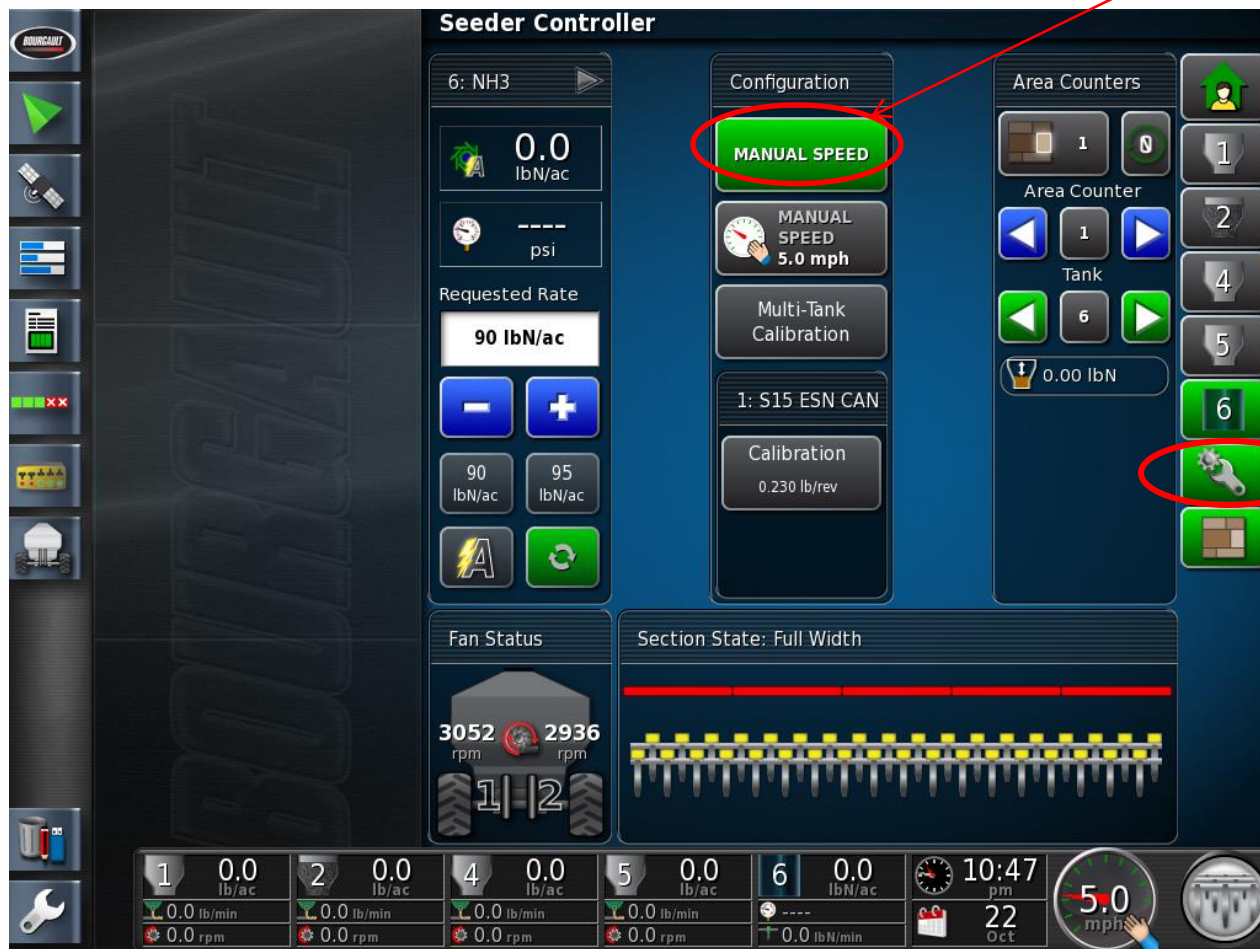 Seeder Controller
BOURGAULT
BOURGAULT
6: NH3
0.0
lbN/ac
----
psi
Requested Rate
90 lbN/ac
90
lbN/ac
95
lbN/ac
A
Configuration
MANUAL SPEED
MANUAL
SPEED
5.0 mph
Multi-Tank
Calibration
1: S15 ESN CAN
Calibration
0.230 lb/rev
Area Counters
1
0
Area Counter
1
Tank
6
0.00 lbN
1
2
4
5
6
Fan Status
3052
rpm
2936
rpm
1 2
Section State: Full Width
1 0.0
lb/ac
0.0 lb/min
0.0 rpm
2 0.0
lb/ac
0.0 lb/min
0.0 rpm
4 0.0
lb/ac
0.0 lb/min
0.0 rpm
5 0.0
lb/ac
0.0 lb/min
0.0 rpm
6 0.0
lbN/ac
----
0.0 lbN/min
10:47
pm
22
Oct
5.0
mph